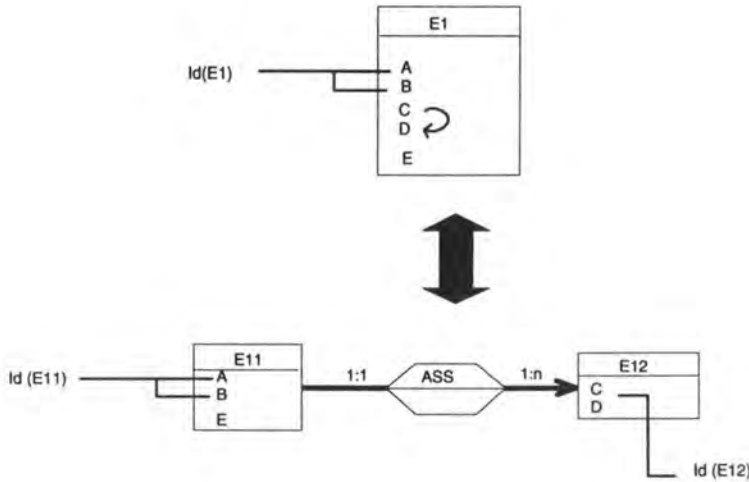 E1
Id(E1)
A
B
C
D
E
E11
Id (E11)
A
B
E
1:1
ASS
1:n
E12
C
D
Id (E12)